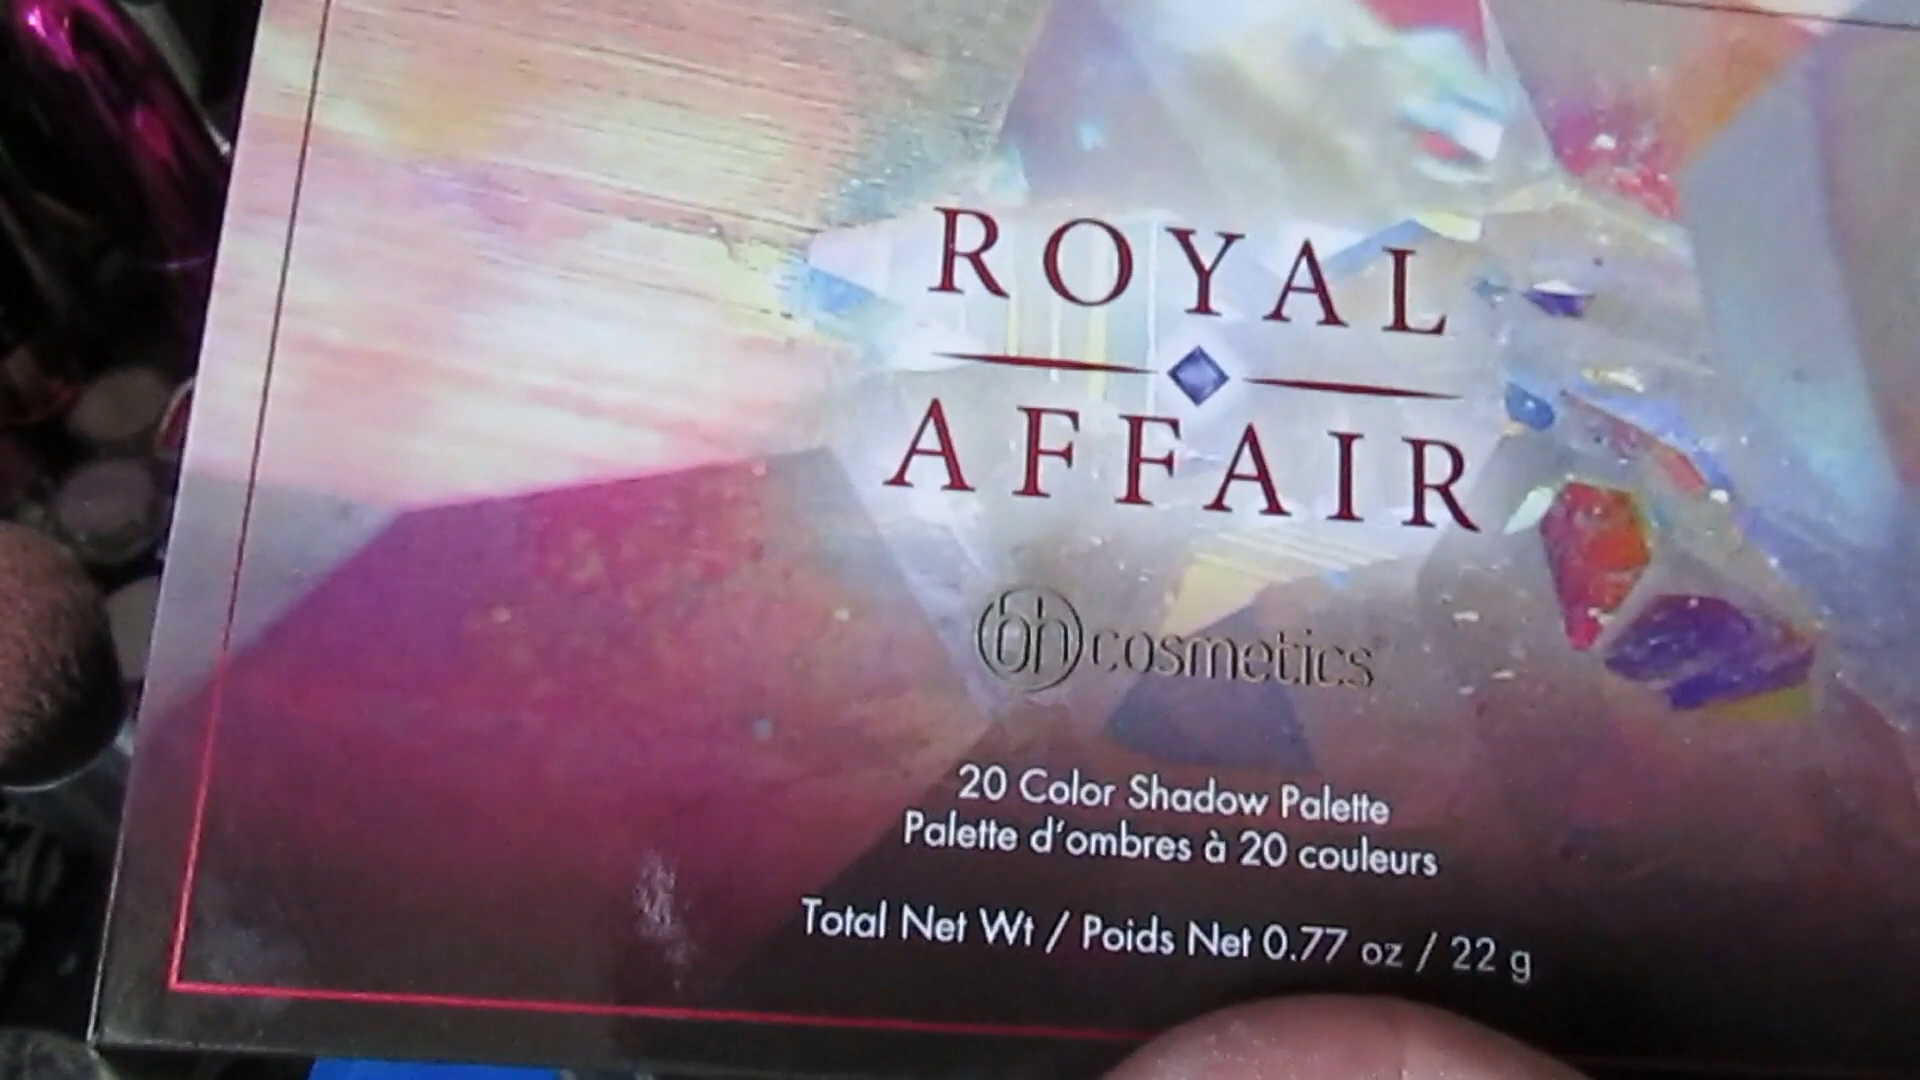 ROYAL
AFFAIR
bh cosmetics
20 Color Shadow Palette
Palette d'ombres à 20 couleurs
Total Net Wt / Poids Net 0.77 oz / 22 g